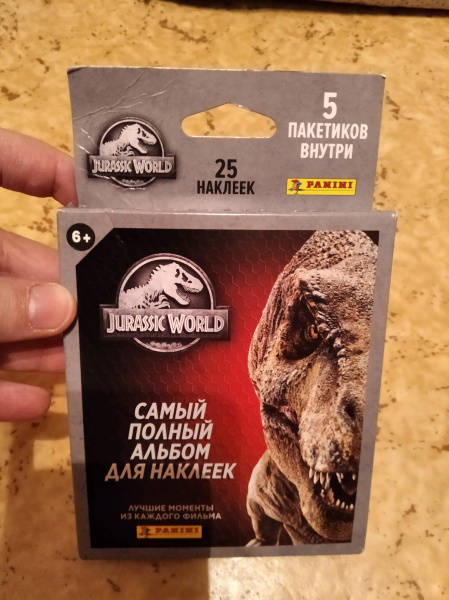 5
ПАКЕТИКОВ
ВНУТРИ
JURASSIC WORLD
25
НАКЛЕЕК
PANINI
6+
JURASSIC WORLD
САМЫЙ
ПОЛНЫЙ
АЛЬБОМ
ДЛЯ НАКЛЕЕК
ЛУЧШИЕ МОМЕНТЫ
ИЗ КАЖДОГО ФИЛЬМА
PANINI